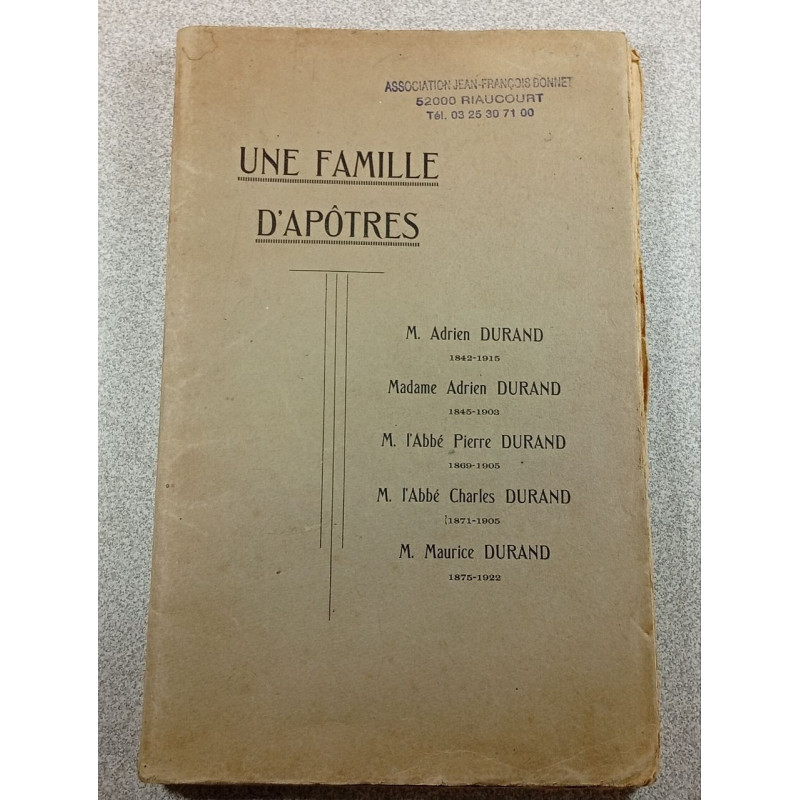 ASSOCIATION JEAN-FRANÇOIS BONNET
52000 RIAUCOURT
Tél. 03 25 30 71 00
UNE FAMILLE
D'APÔTRES
M. Adrien DURAND
1842-1915
Madame Adrien DURAND
1845-1903
M. l'Abbé Pierre DURAND
1869-1905
M. l'Abbé Charles DURAND
1871-1905
M. Maurice DURAND
1875-1922